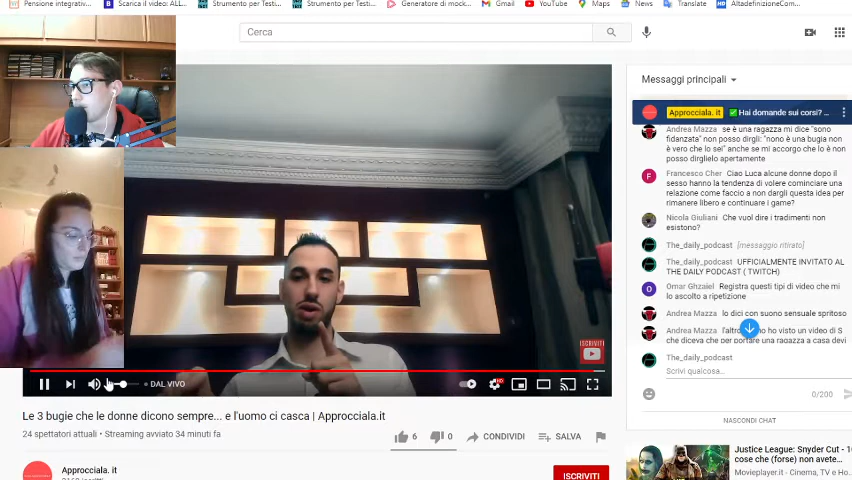 Pensione integrativ...
Scarica il video: ALL...
Strumento per Testi...
Strumento per Testi...
Generatore di mock...
Gmail
YouTube
Maps
News
Translate
AltadefinizioneCom...
Cerca
Messaggi principali
Approcciala. it Hai domande sui corsi? ...
Andrea Mazza se è una ragazza mi dice "sono
fidanzata" non posso dirgli: "nono è una bugia non
è vero che lo sei" anche se mi accorgo che lo è non
posso dirglielo apertamente
Francesco Cher Ciao Luca alcune donne dopo il
sesso hanno la tendenza di volere cominciare una
relazione come faccio a non dargli questa idea per
rimanere libero e continuare i game?
Nicola Giuliani Che vuol dire i tradimenti non
esistono?
The_daily_podcast [messaggio ritirato]
The_daily_podcast UFFICIALMENTE INVITATO AL
THE DAILY PODCAST ( TWITCH)
Omar Ghzaiel Registra questi tipi di video che mi
lo ascolto a ripetizione
Andrea Mazza lo dici con suono sensuale spritoso
Andrea Mazza l'altro no ho visto un video di S
che diceva che per portare una ragazza a casa devi
The_daily_podcast
Scrivi qualcosa...
0/200
NASCONDI CHAT
ISCRIVITI
DAL VIVO
HD
Le 3 bugie che le donne dicono sempre... e l'uomo ci casca | Approcciala.it
24 spettatori attuali • Streaming avviato 34 minuti fa
6
0
CONDIVIDI
SALVA
Approcciala. it
ISCRIVITI
Justice League: Snyder Cut - 1
cose che (forse) non avete...
Movieplayer.it - Cinema, TV e Ho...